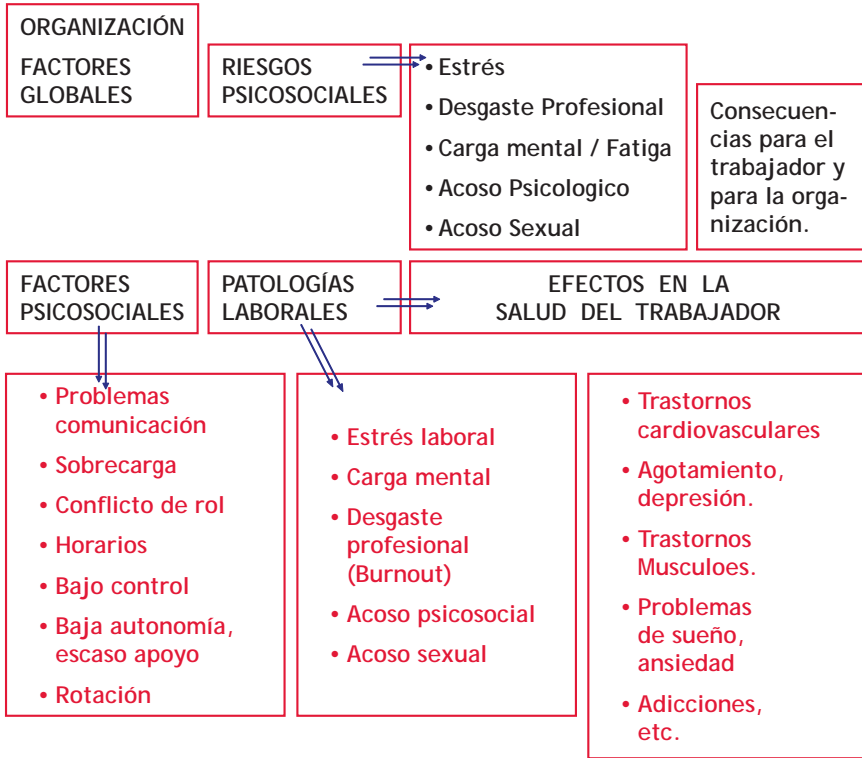 ORGANIZACIÓN
FACTORES
GLOBALES
RIESGOS
PSICOSOCIALES
• Estrés
• Desgaste Profesional
• Carga mental / Fatiga
• Acoso Psicologico
• Acoso Sexual
Consecuen-
cias para el
trabajador y
para la orga-
nización.
FACTORES
PSICOSOCIALES
PATOLOGÍAS
LABORALES
EFECTOS EN LA
SALUD DEL TRABAJADOR
• Problemas
comunicación
• Sobrecarga
• Conflicto de rol
• Horarios
• Bajo control
• Baja autonomía,
escaso apoyo
• Rotación
• Estrés laboral
• Carga mental
• Desgaste
profesional
(Burnout)
• Acoso psicosocial
• Acoso sexual
• Trastornos
cardiovasculares
• Agotamiento,
depresión.
• Trastornos
Musculoes.
• Problemas
de sueño,
ansiedad
• Adicciones,
etc.